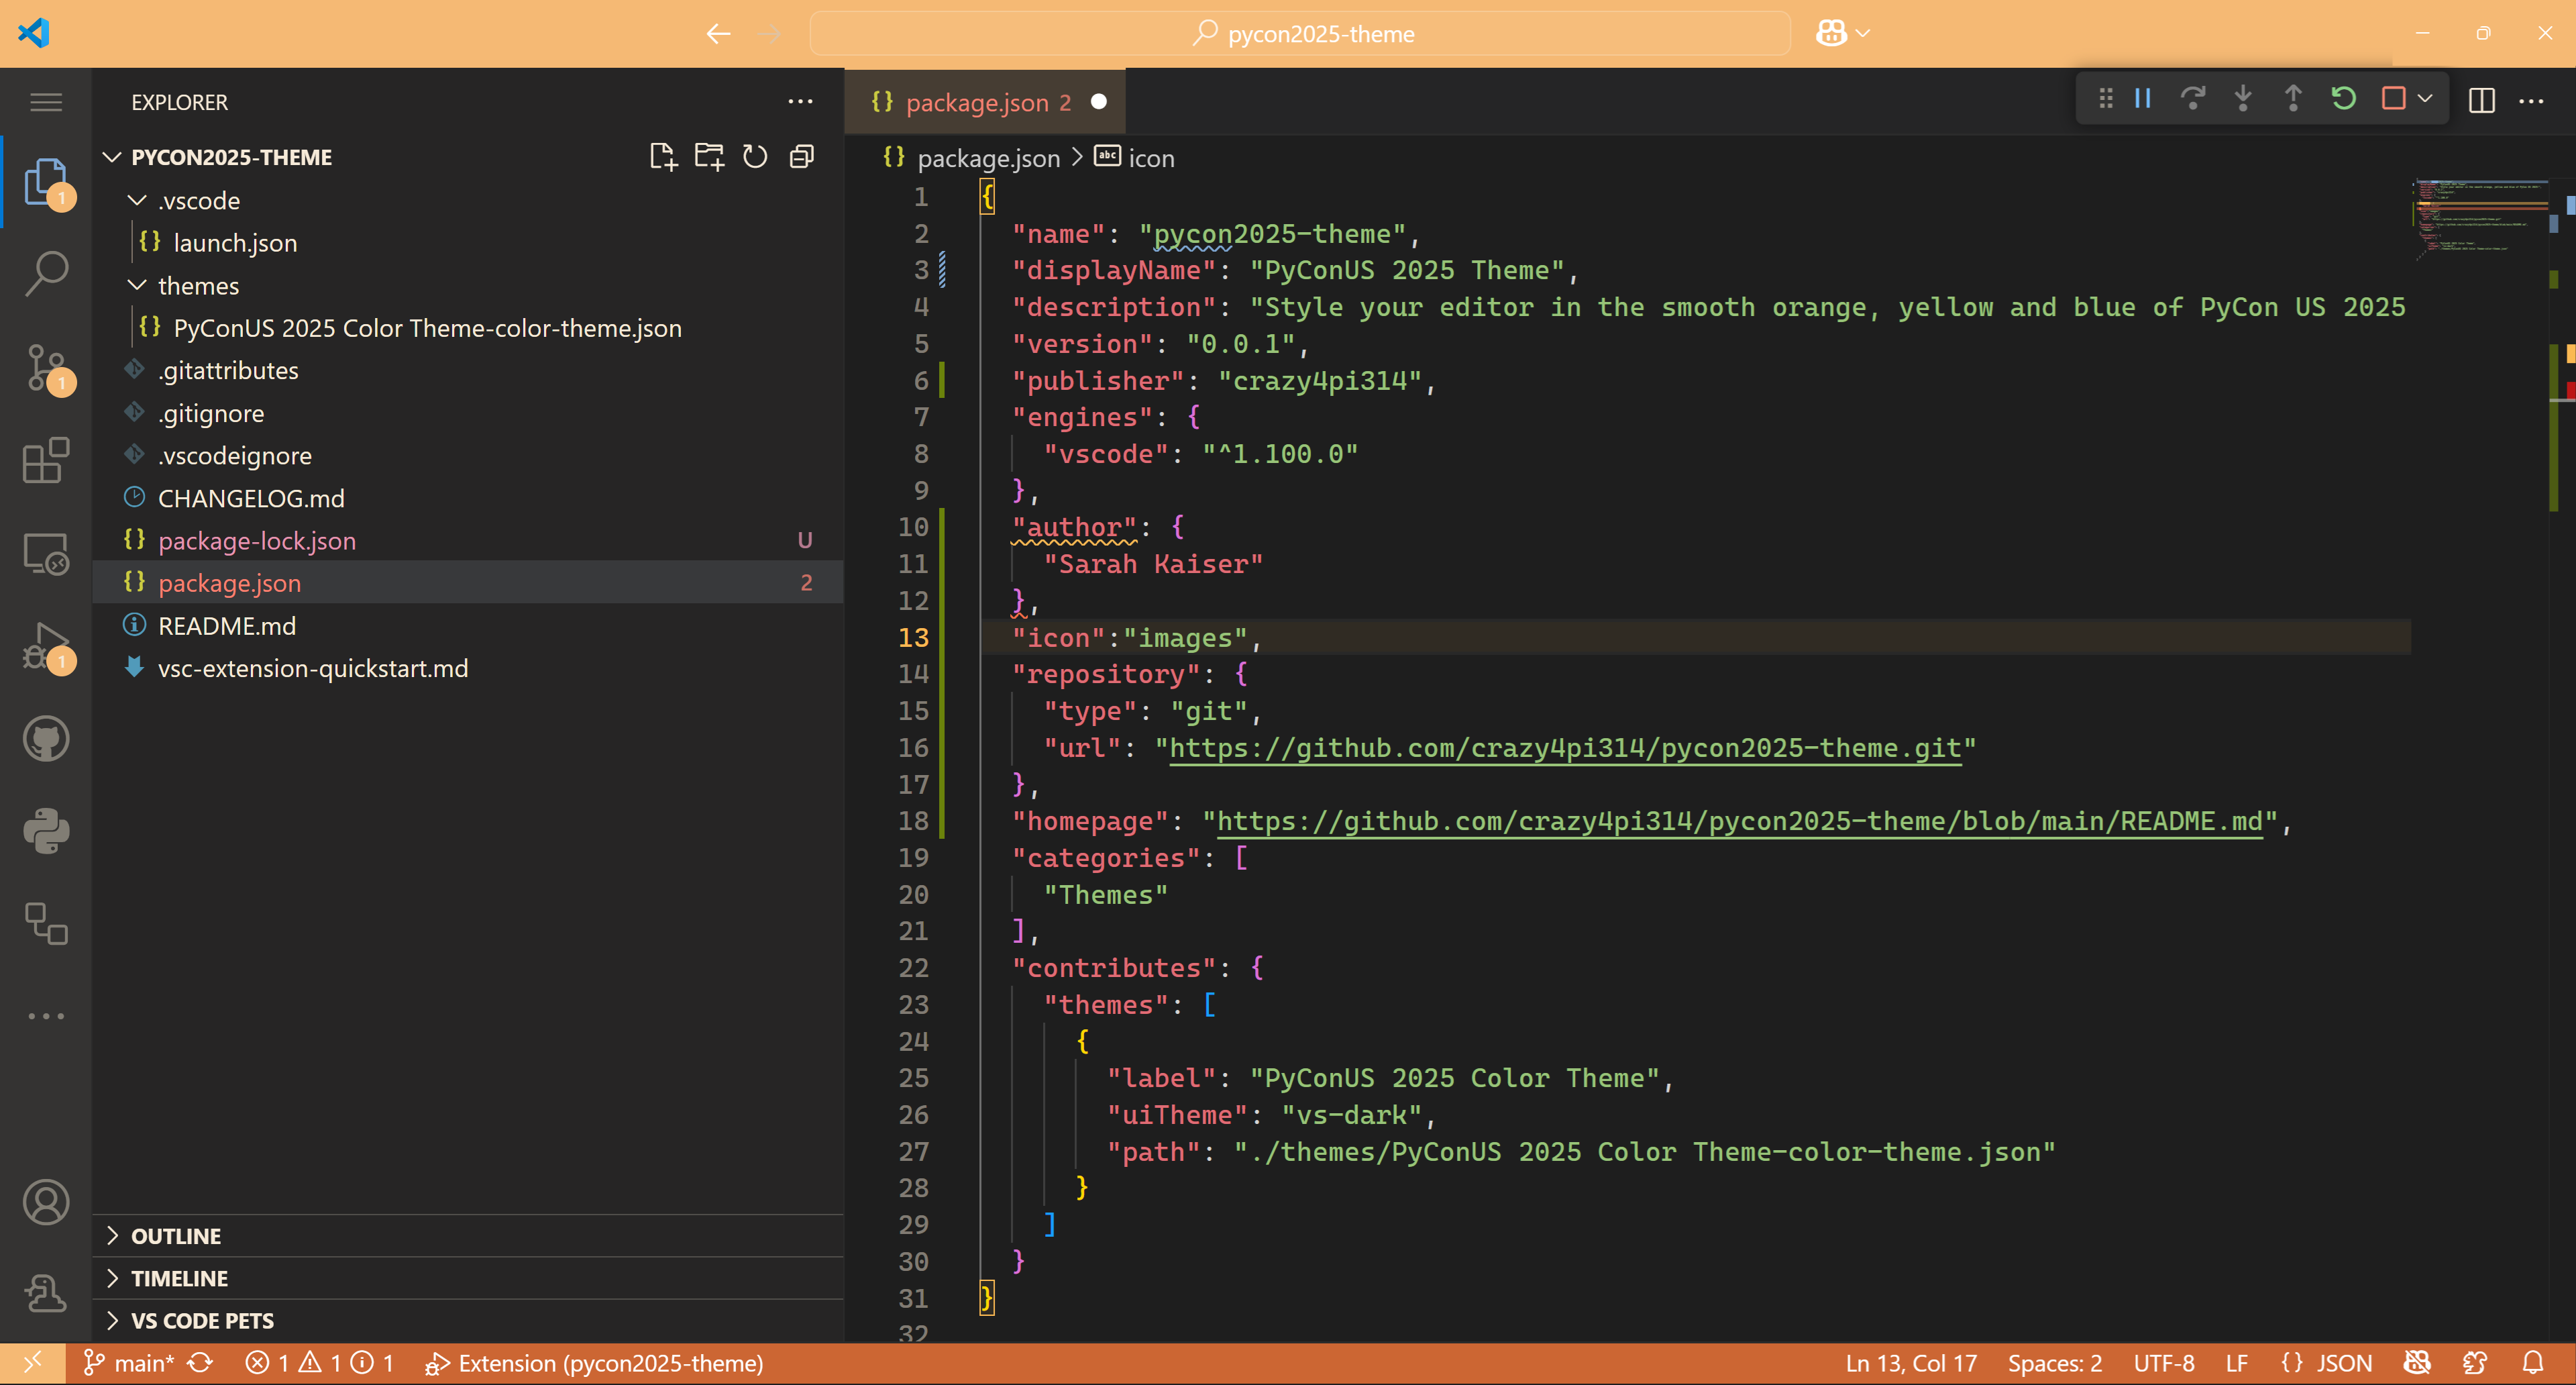 pycon2025-theme
EXPLORER
PYCON2025-THEME
.vscode
launch.json
themes
PyConUS 2025 Color Theme-color-theme.json
.gitattributes
.gitignore
.vscodeignore
CHANGELOG.md
package-lock.json U
package.json 2
README.md
vsc-extension-quickstart.md
OUTLINE
TIMELINE
VS CODE PETS
1
1
1
package.json 2
package.json > icon
1 {
2 "name": "pycon2025-theme",
3 "displayName": "PyConUS 2025 Theme",
4 "description": "Style your editor in the smooth orange, yellow and blue of PyCon US 2025
5 "version": "0.0.1",
6 "publisher": "crazy4pi314",
7 "engines": {
8 "vscode": "^1.100.0"
9 },
10 "author": {
11 "Sarah Kaiser"
12 },
13 "icon":"images",
14 "repository": {
15 "type": "git",
16 "url": "https://github.com/crazy4pi314/pycon2025-theme.git"
17 },
18 "homepage": "https://github.com/crazy4pi314/pycon2025-theme/blob/main/README.md",
19 "categories": [
20 "Themes"
21 ],
22 "contributes": {
23 "themes": [
24 {
25 "label": "PyConUS 2025 Color Theme",
26 "uiTheme": "vs-dark",
27 "path": "./themes/PyConUS 2025 Color Theme-color-theme.json"
28 }
29 ]
30 }
31 }
32
main* 1 1 1 Extension (pycon2025-theme) Ln 13, Col 17 Spaces: 2 UTF-8 LF {} JSON